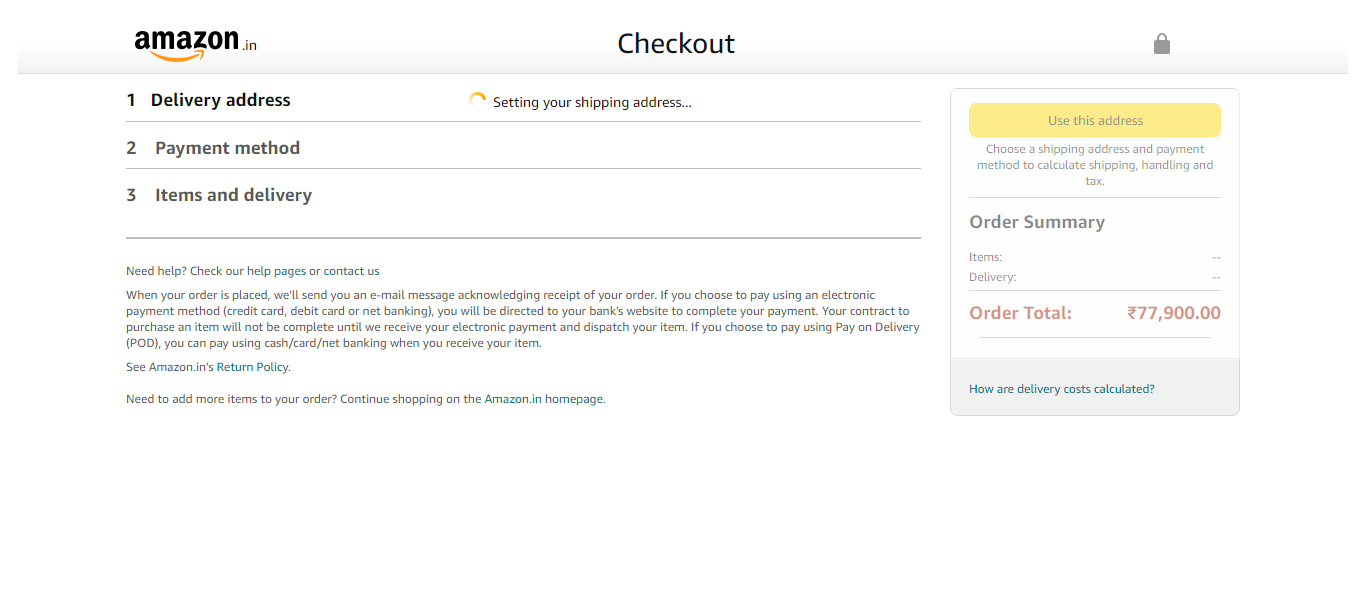 amazon.in
Checkout
1 Delivery address
Setting your shipping address...
2 Payment method
3 Items and delivery
Need help? Check our help pages or contact us
When your order is placed, we'll send you an e-mail message acknowledging receipt of your order. If you choose to pay using an electronic
payment method (credit card, debit card or net banking), you will be directed to your bank's website to complete your payment. Your contract to
purchase an item will not be complete until we receive your electronic payment and dispatch your item. If you choose to pay using Pay on Delivery
(POD), you can pay using cash/card/net banking when you receive your item.
See Amazon.in's Return Policy.
Need to add more items to your order? Continue shopping on the Amazon.in homepage.
Use this address
Choose a shipping address and payment
method to calculate shipping, handling and
tax.
Order Summary
Items: --
Delivery: --
Order Total: ₹77,900.00
How are delivery costs calculated?